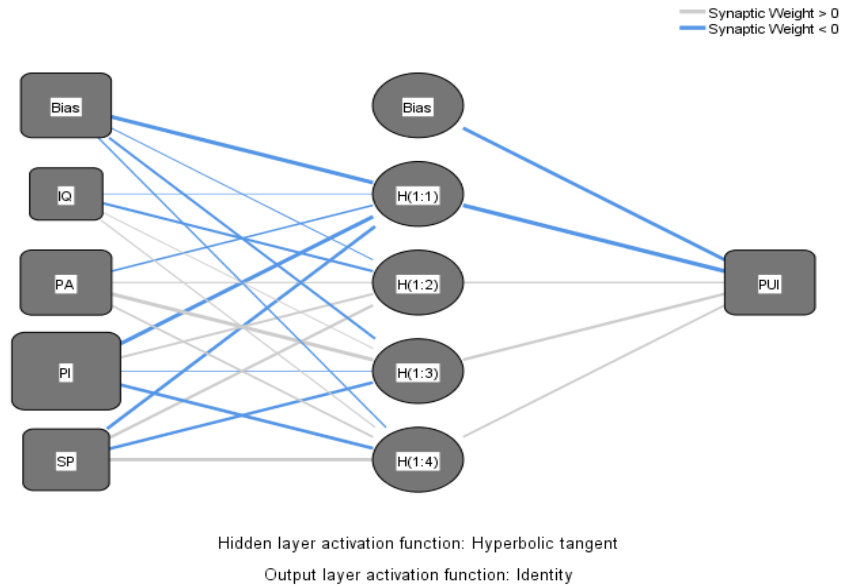 Synaptic Weight > 0
Synaptic Weight < 0
Bias
Bias
IQ
H(1:1)
PA
H(1:2)
PUI
PI
H(1:3)
SP
H(1:4)
Hidden layer activation function: Hyperbolic tangent
Output layer activation function: Identity